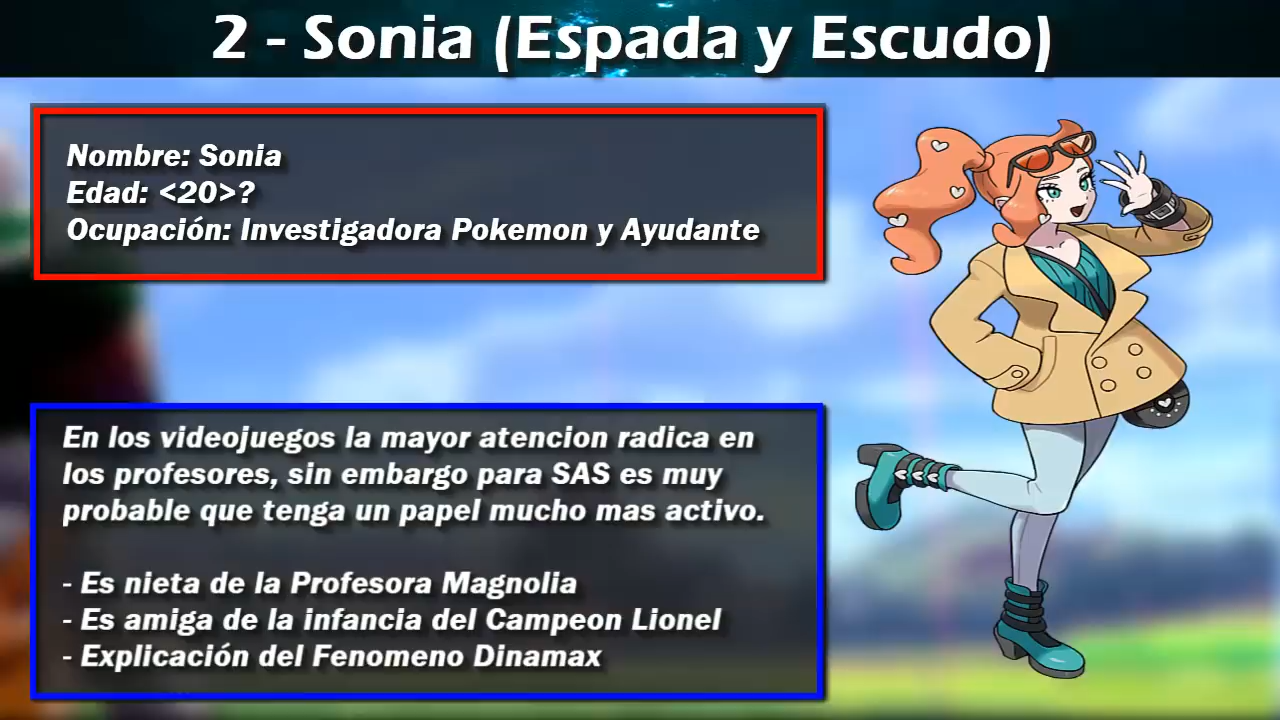 2 - Sonia (Espada y Escudo)
Nombre: Sonia
Edad: <20>?
Ocupación: Investigadora Pokemon y Ayudante
En los videojuegos la mayor atencion radica en
los profesores, sin embargo para SAS es muy
probable que tenga un papel mucho mas activo.
- Es nieta de la Profesora Magnolia
- Es amiga de la infancia del Campeon Lionel
- Explicación del Fenomeno Dinamax